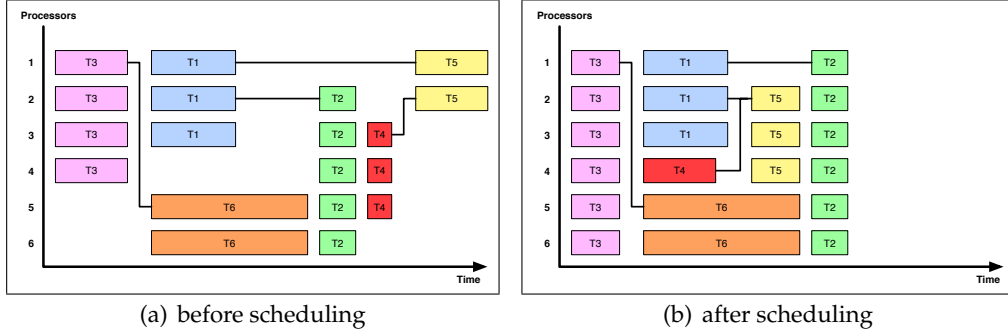 Processors
1 T3 T1 T5
2 T3 T1 T2 T5
3 T3 T1 T2 T4
4 T3 T2 T4
5 T6 T2 T4
6 T6 T2
Time
(a) before scheduling
Processors
1 T3 T1 T2
2 T3 T1 T5 T2
3 T3 T1 T5 T2
4 T3 T4 T5 T2
5 T3 T6 T2
6 T3 T6 T2
Time
(b) after scheduling